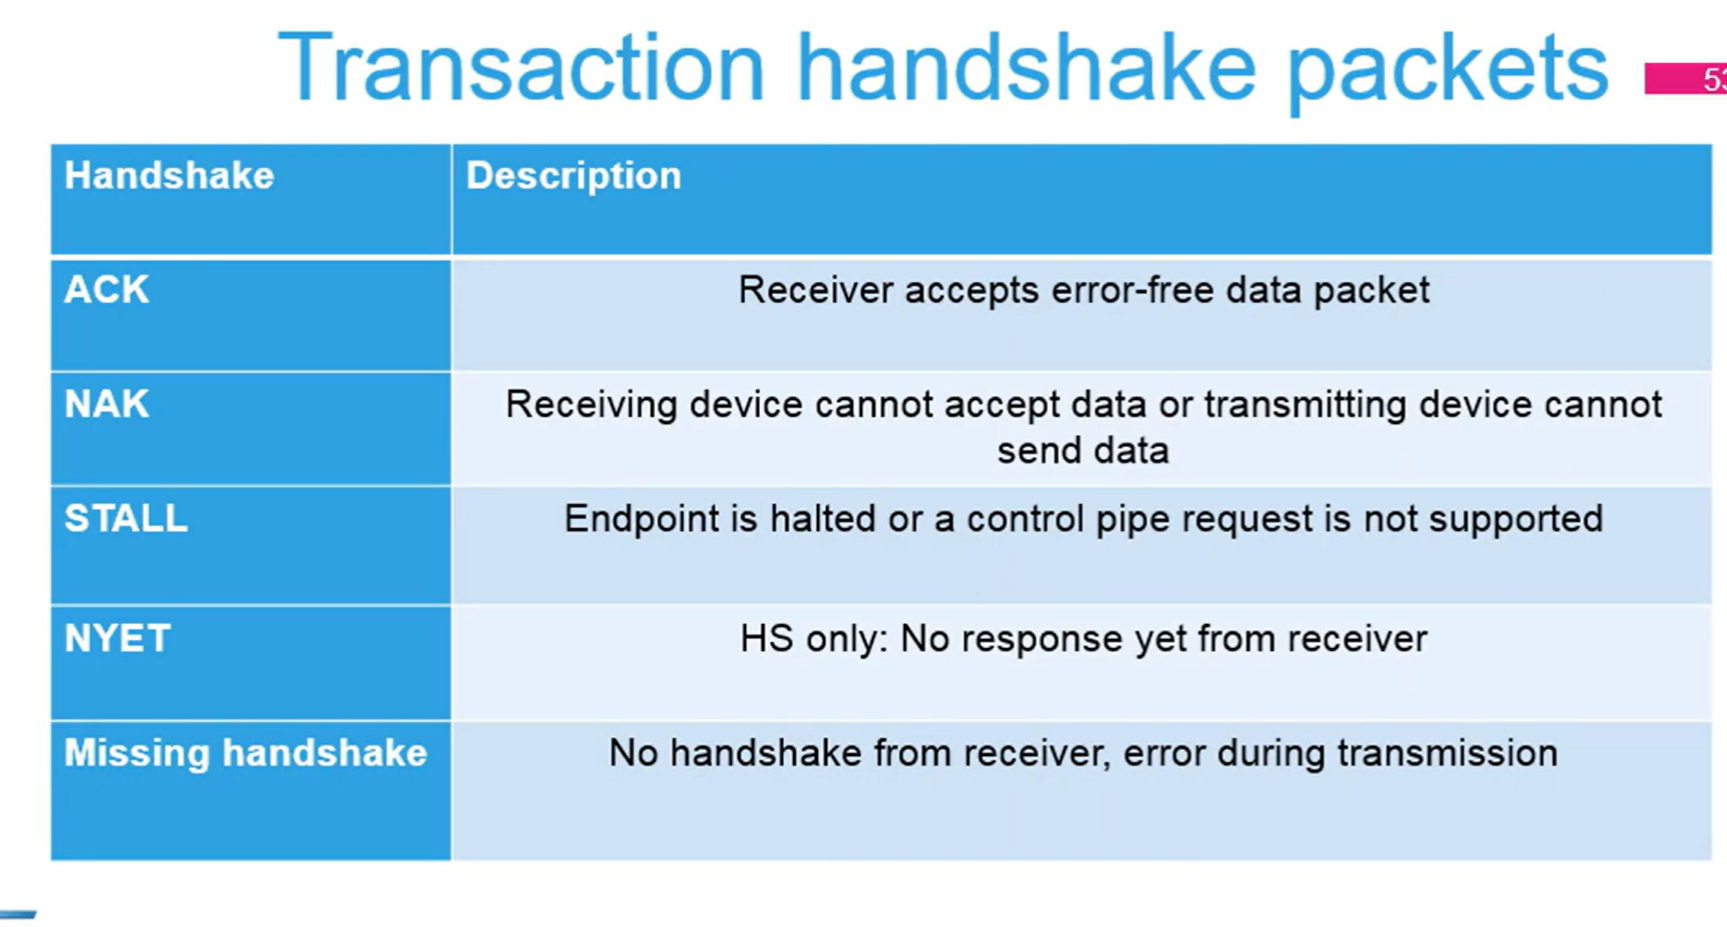 Transaction handshake packets
53
Handshake
Description
ACK
Receiver accepts error-free data packet
NAK
Receiving device cannot accept data or transmitting device cannot
send data
STALL
Endpoint is halted or a control pipe request is not supported
NYET
HS only: No response yet from receiver
Missing handshake
No handshake from receiver, error during transmission